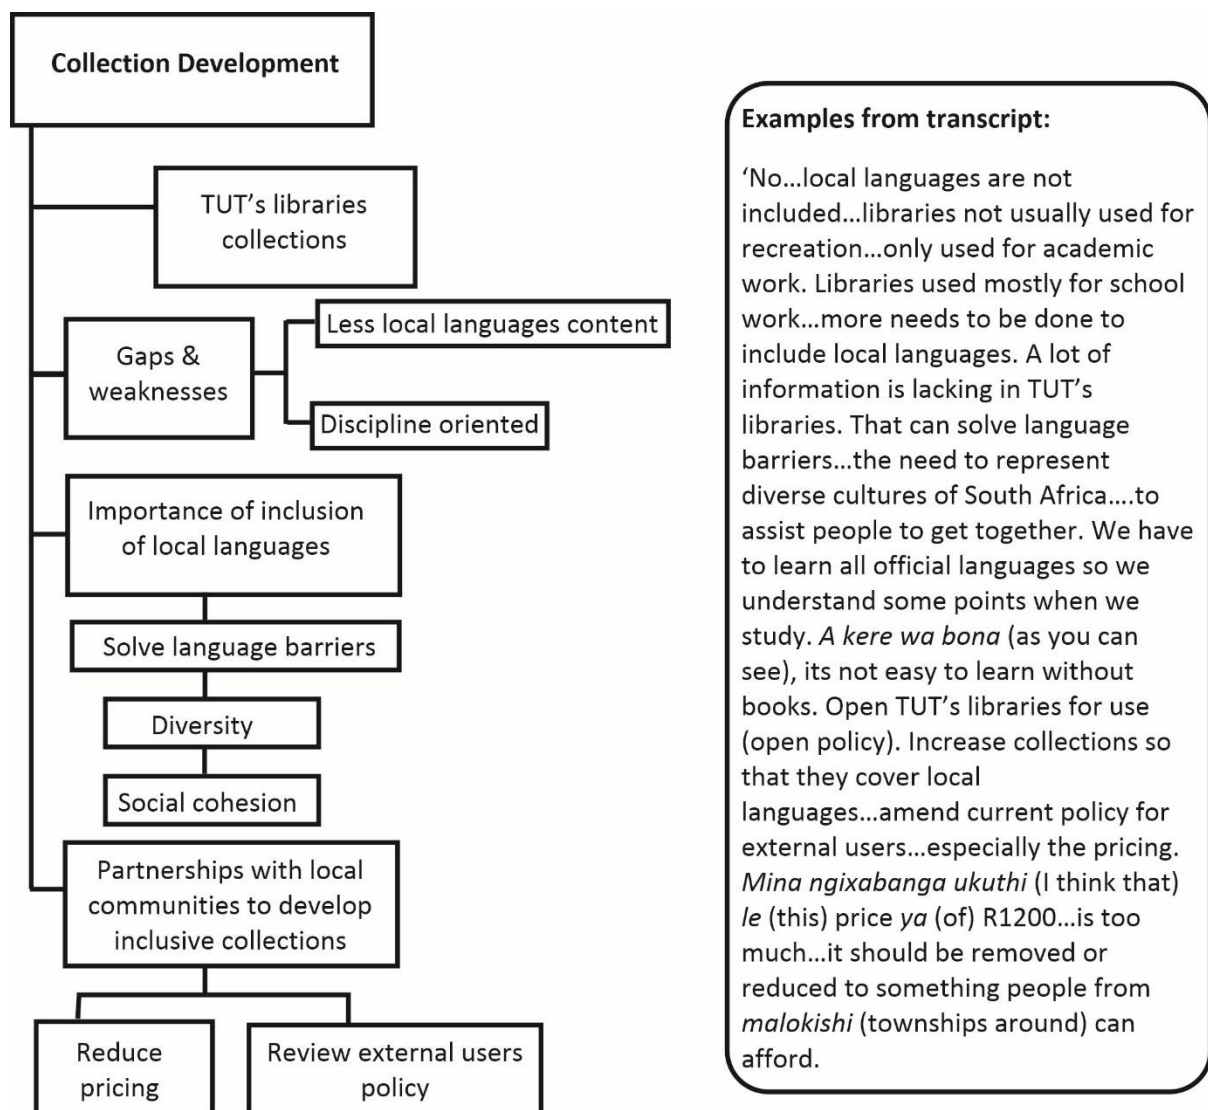 Collection Development
TUT's libraries
collections
Gaps &
weaknesses
Less local languages content
Discipline oriented
Importance of inclusion
of local languages
Solve language barriers
Diversity
Social cohesion
Partnerships with local
communities to develop
inclusive collections
Reduce
pricing
Review external users
policy
Examples from transcript:
‘No…local languages are not
included…libraries not usually used for
recreation…only used for academic
work. Libraries used mostly for school
work…more needs to be done to
include local languages. A lot of
information is lacking in TUT's
libraries. That can solve language
barriers…the need to represent
diverse cultures of South Africa….to
assist people to get together. We have
to learn all official languages so we
understand some points when we
study. A kere wa bona (as you can
see), its not easy to learn without
books. Open TUT's libraries for use
(open policy). Increase collections so
that they cover local
languages…amend current policy for
external users…especially the pricing.
Mina ngixabanga ukuthi (I think that)
le (this) price ya (of) R1200…is too
much…it should be removed or
reduced to something people from
malokishi (townships around) can
afford.